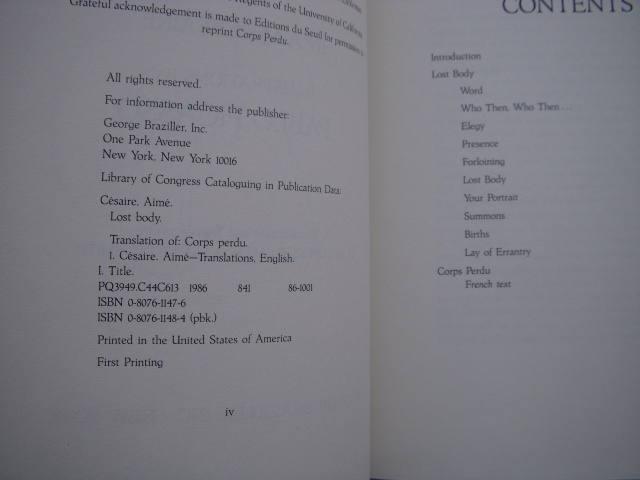 Regents of the University of California
Grateful acknowledgement is made to Editions du Seuil for permission to
reprint Corps Perdu.
All rights reserved.
For information address the publisher:
George Braziller, Inc.
One Park Avenue
New York, New York 10016
Library of Congress Cataloguing in Publication Data:
Césaire, Aimé.
Lost body.
Translation of: Corps perdu.
1. Césaire, Aimé—Translations, English.
I. Title.
PQ3949.C44C613 1986 841 86-1001
ISBN 0-8076-1147-6
ISBN 0-8076-1148-4 (pbk.)
Printed in the United States of America
First Printing
iv
CONTENTS
Introduction
Lost Body
Word
Who Then, Who Then...
Elegy
Presence
Forloining
Lost Body
Your Portrait
Summons
Births
Lay of Errantry
Corps Perdu
French text